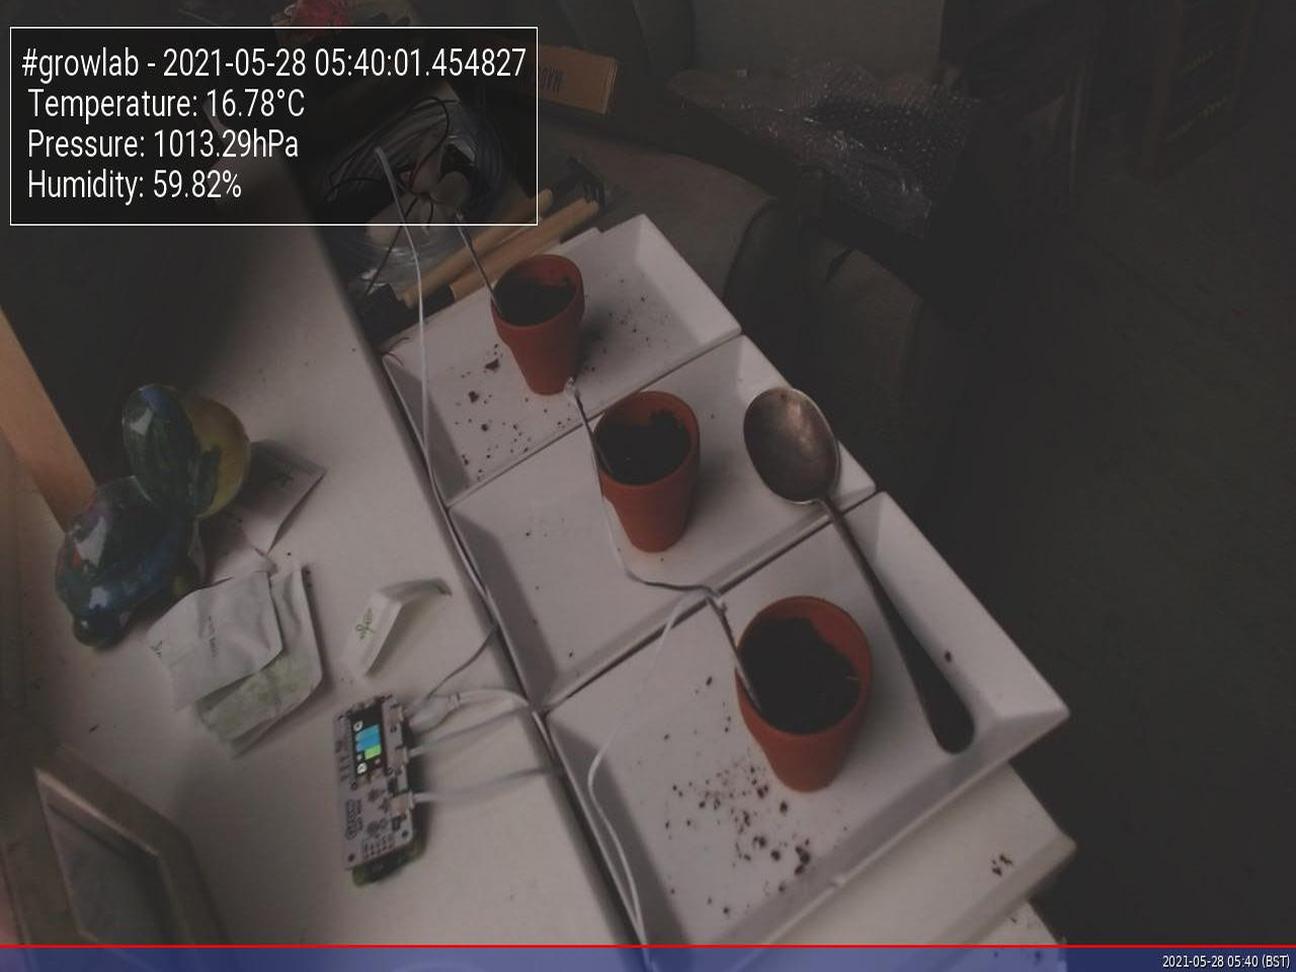 #growlab - 2021-05-28 05:40:01.454827
Temperature: 16.78°C
Pressure: 1013.29hPa
Humidity: 59.82%
2021-05-28 05:40 (BST)